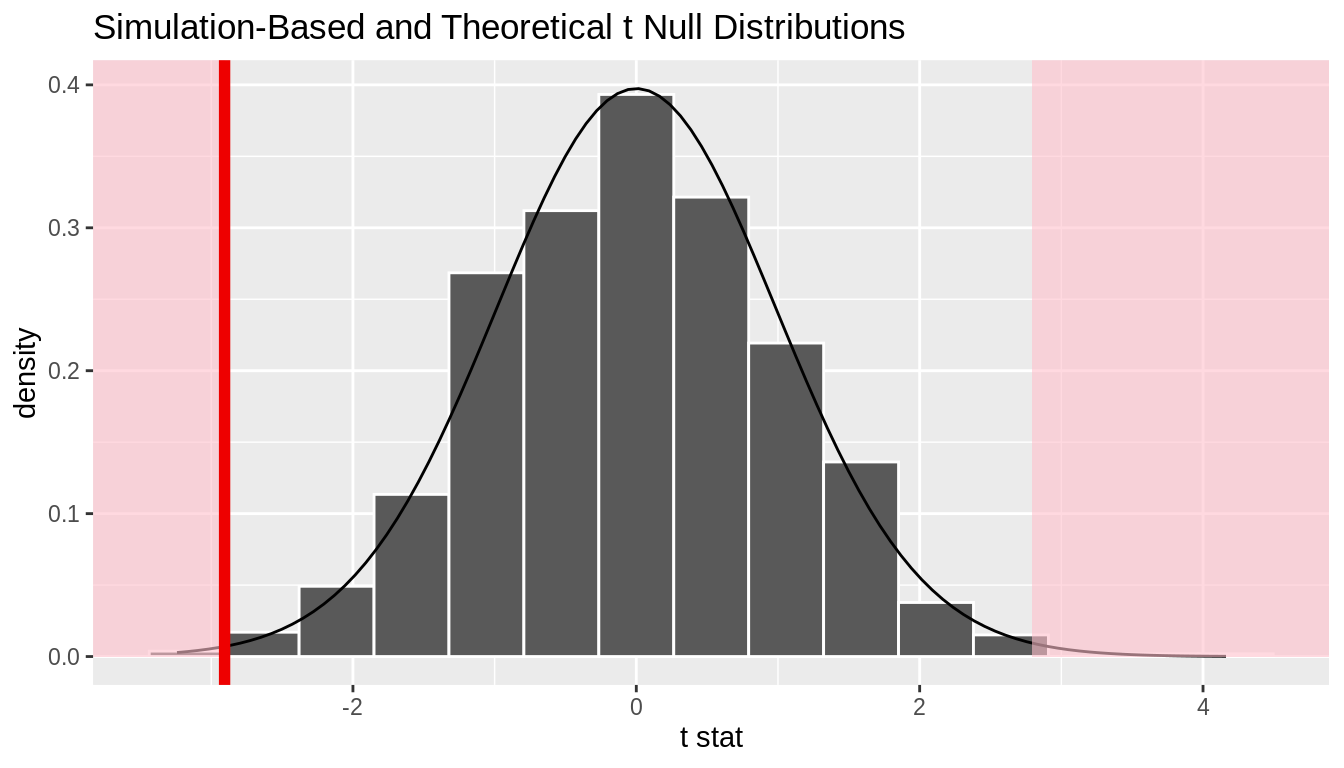 Simulation-Based and Theoretical t Null Distributions
0.4
0.3
0.2
0.1
0.0
density
-2 0 2 4
t stat